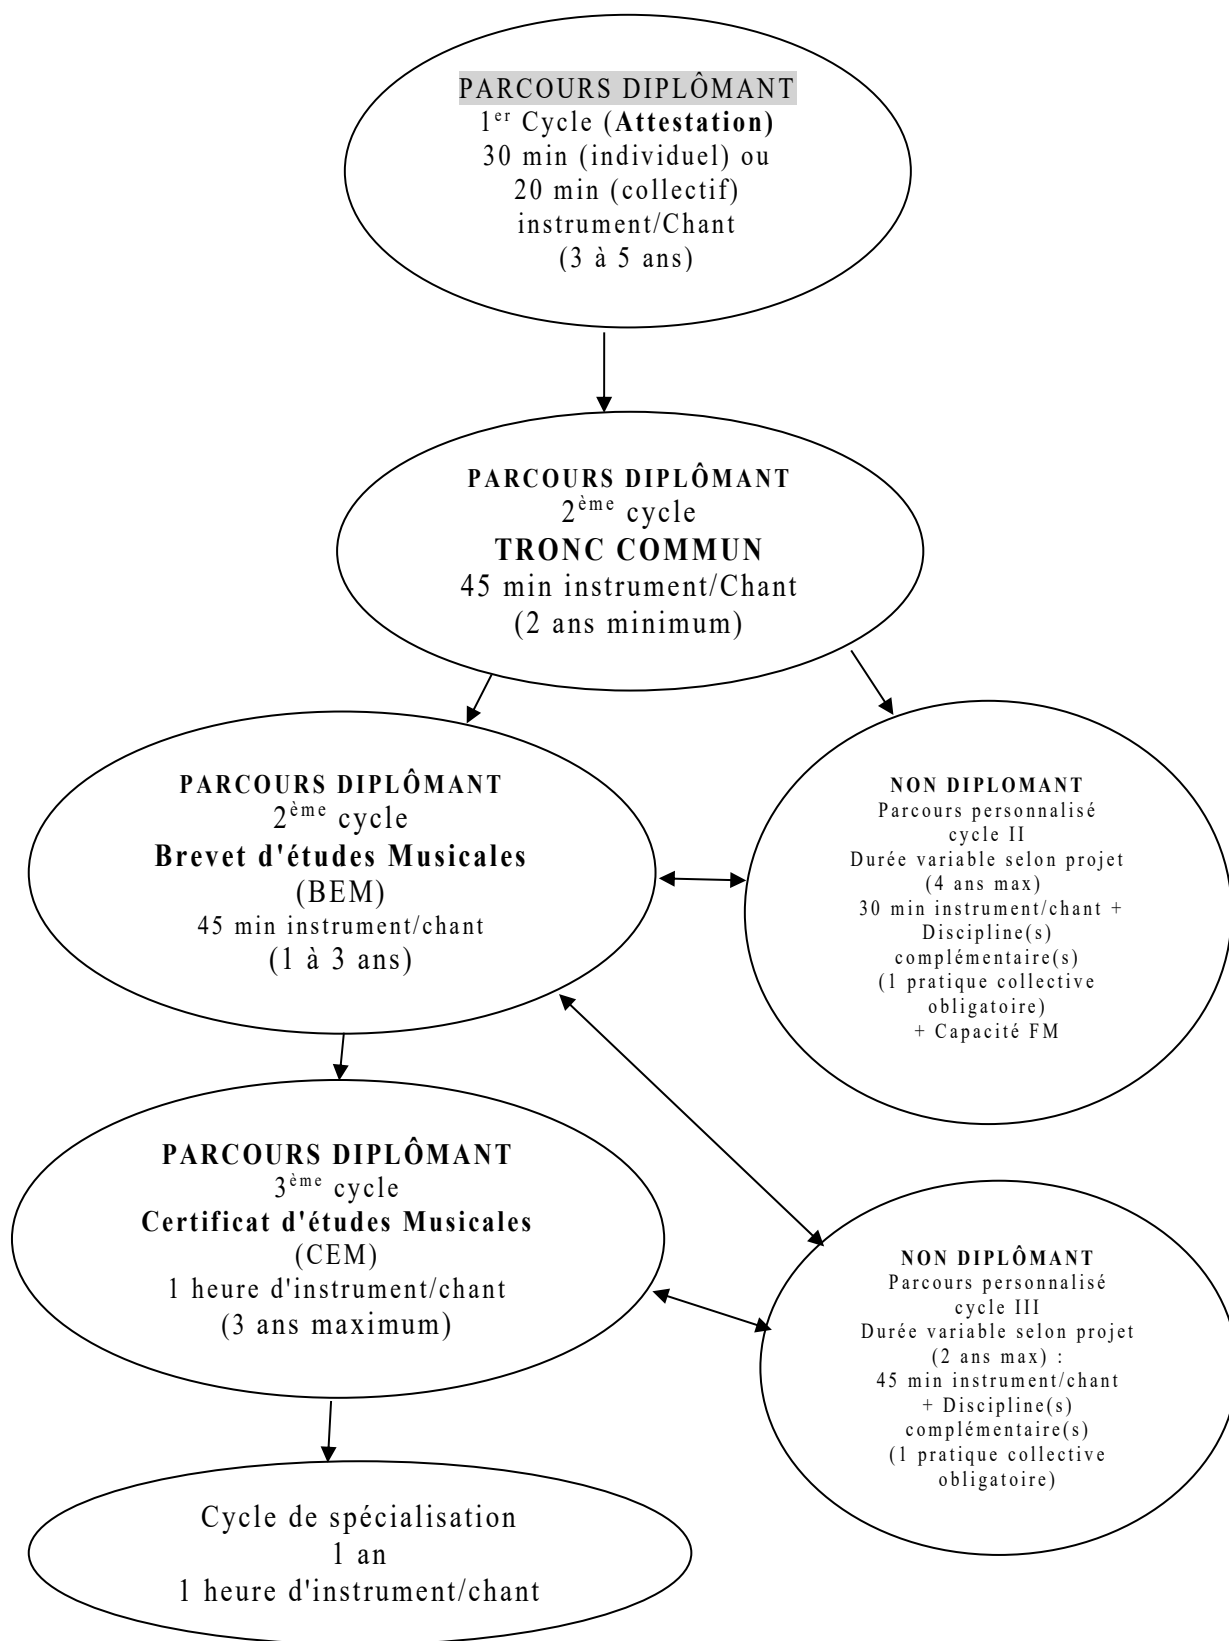 PARCOURS DIPLÔMANT
1er Cycle (Attestation)
30 min (individuel) ou
20 min (collectif)
instrument/Chant
(3 à 5 ans)
PARCOURS DIPLÔMANT
2ème cycle
TRONC COMMUN
45 min instrument/Chant
(2 ans minimum)
PARCOURS DIPLÔMANT
2ème cycle
Brevet d'études Musicales
(BEM)
45 min instrument/chant
(1 à 3 ans)
NON DIPLOMANT
Parcours personnalisé
cycle II
Durée variable selon projet
(4 ans max)
30 min instrument/chant +
Discipline(s)
complémentaire(s)
(1 pratique collective
obligatoire)
+ Capacité FM
PARCOURS DIPLÔMANT
3ème cycle
Certificat d'études Musicales
(CEM)
1 heure d'instrument/chant
(3 ans maximum)
NON DIPLÔMANT
Parcours personnalisé
cycle III
Durée variable selon projet
(2 ans max) :
45 min instrument/chant
+ Discipline(s)
complémentaire(s)
(1 pratique collective
obligatoire)
Cycle de spécialisation
1 an
1 heure d'instrument/chant